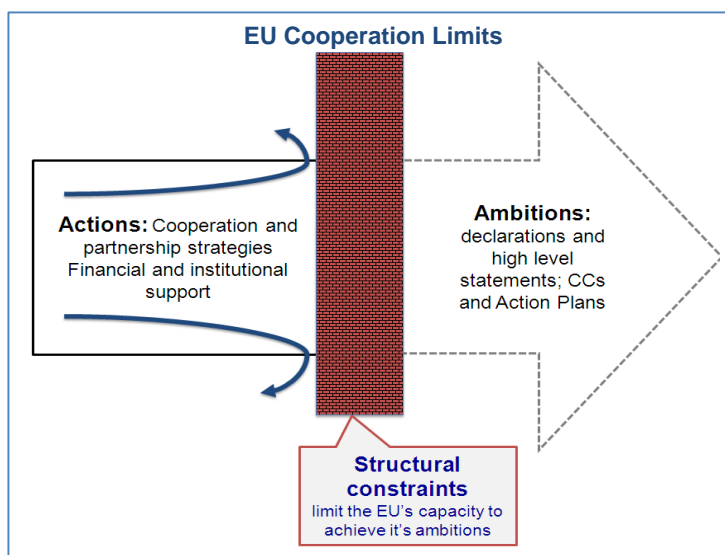 EU Cooperation Limits
Actions: Cooperation and
partnership strategies
Financial and institutional
support
Ambitions:
declarations and
high level
statements; CCs
and Action Plans
Structural
constraints
limit the EU's capacity to
achieve it's ambitions